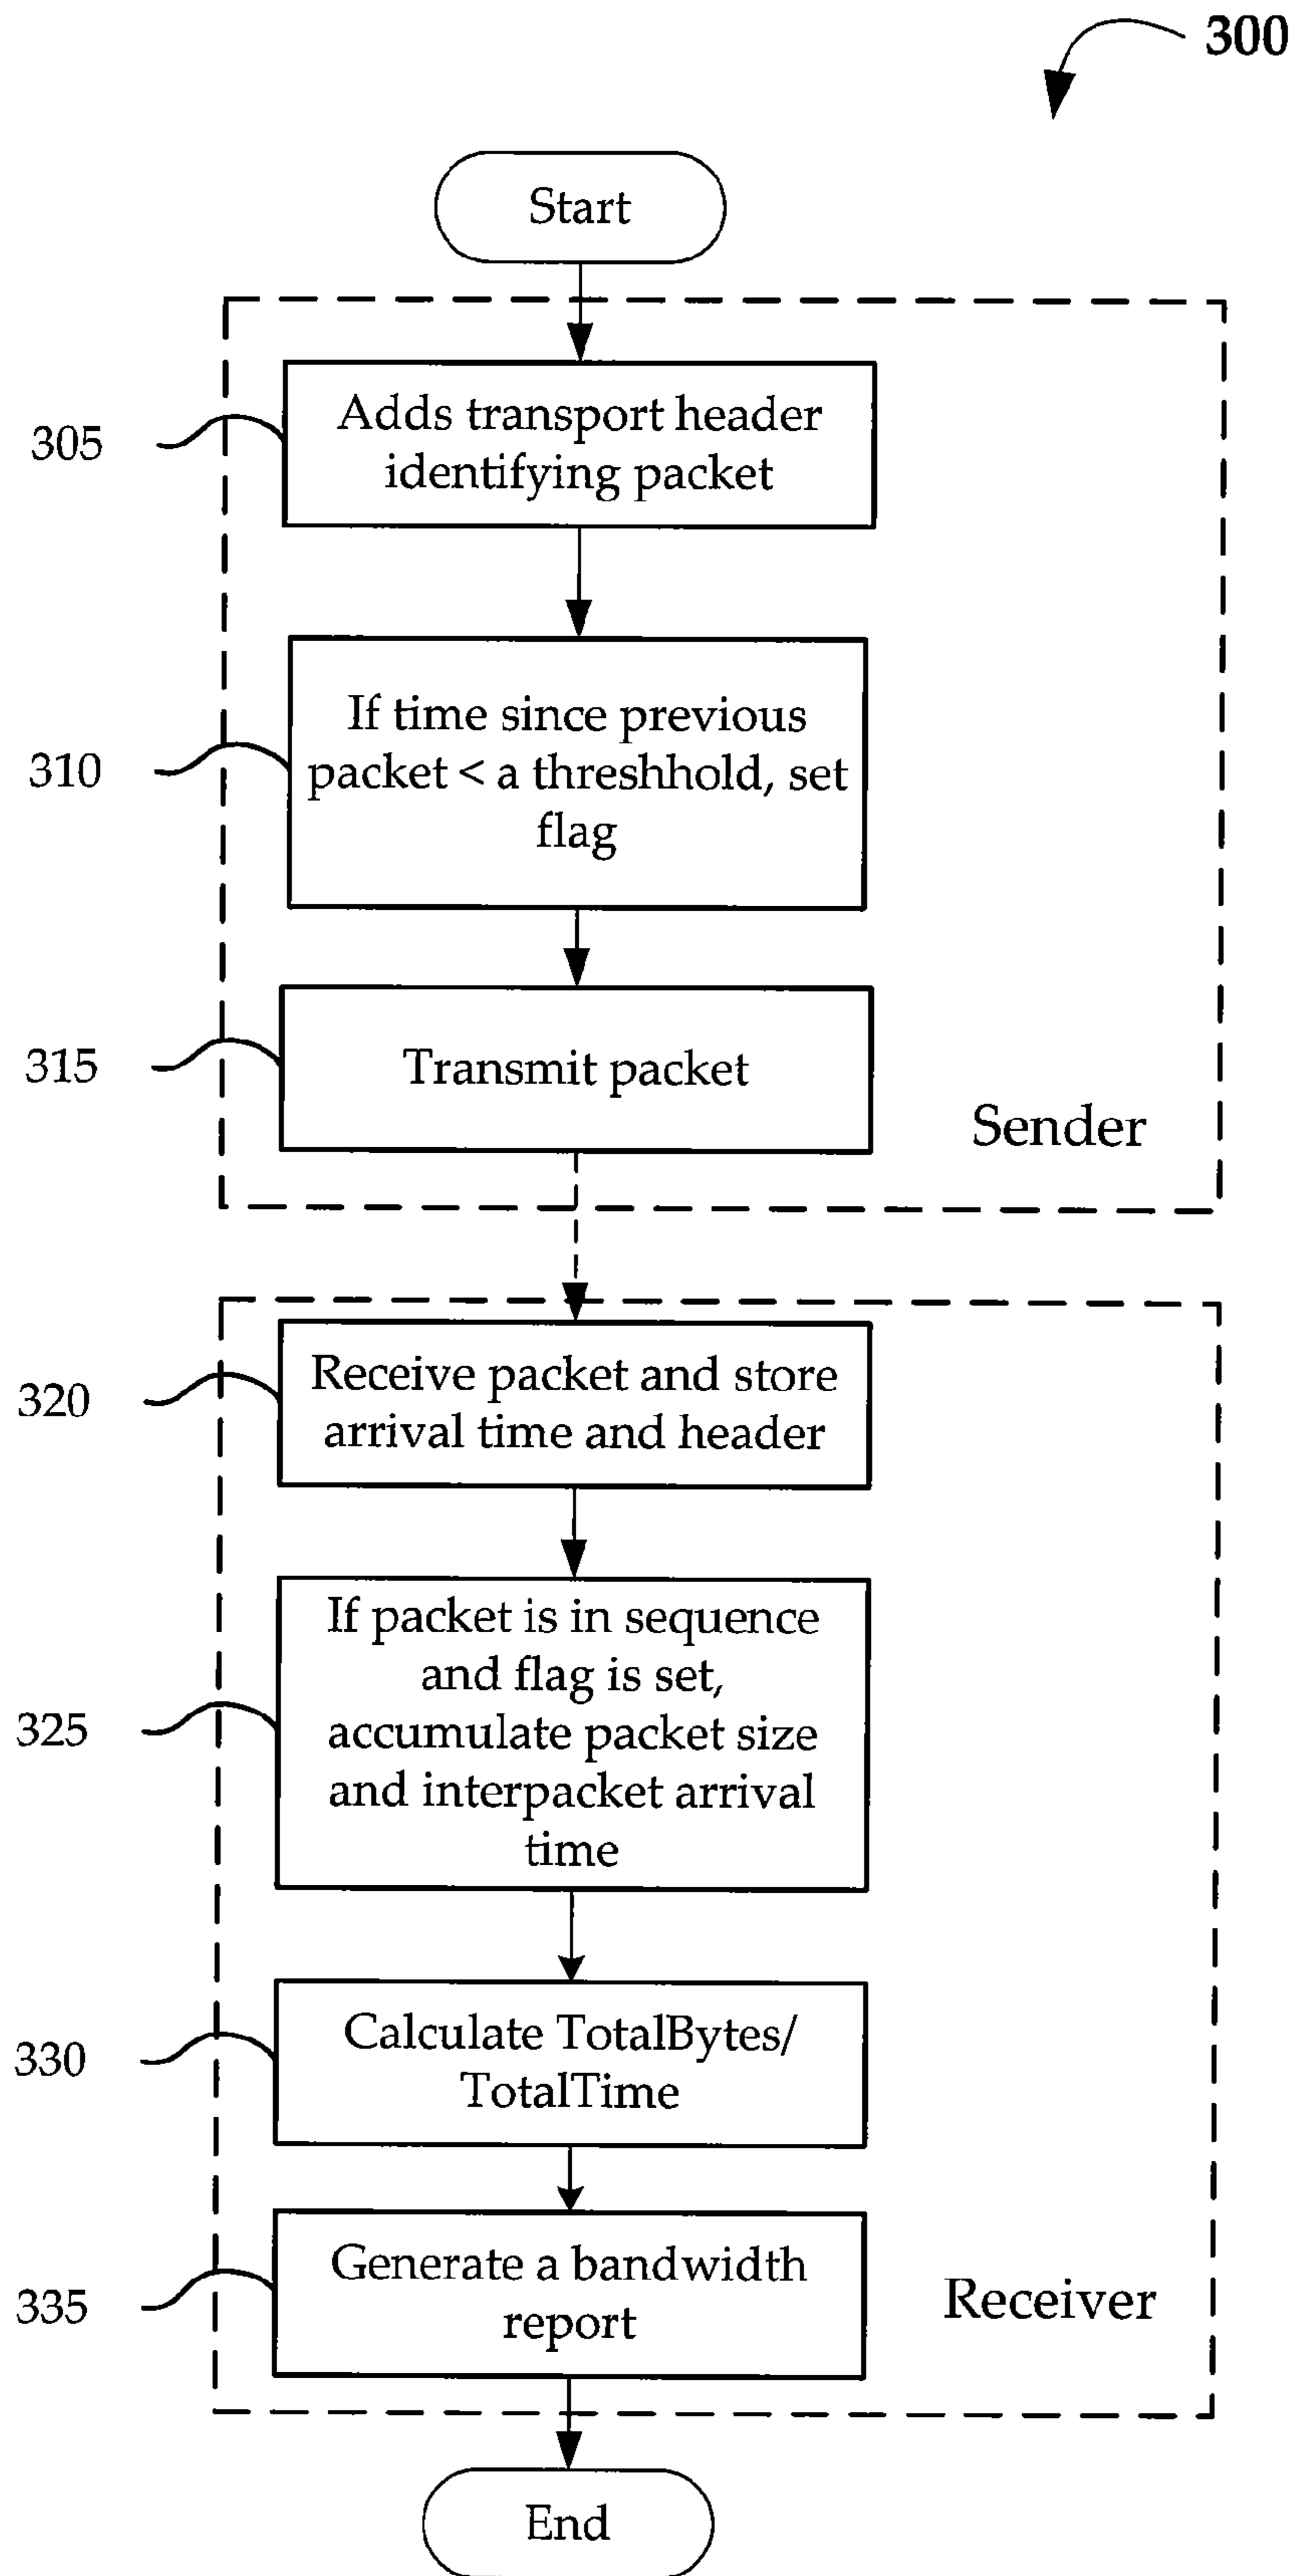 300
Start
305
Adds transport header
identifying packet
310
If time since previous
packet < a threshhold, set
flag
315
Transmit packet
Sender
320
Receive packet and store
arrival time and header
325
If packet is in sequence
and flag is set,
accumulate packet size
and interpacket arrival
time
330
Calculate TotalBytes/
TotalTime
335
Generate a bandwidth
report
Receiver
End